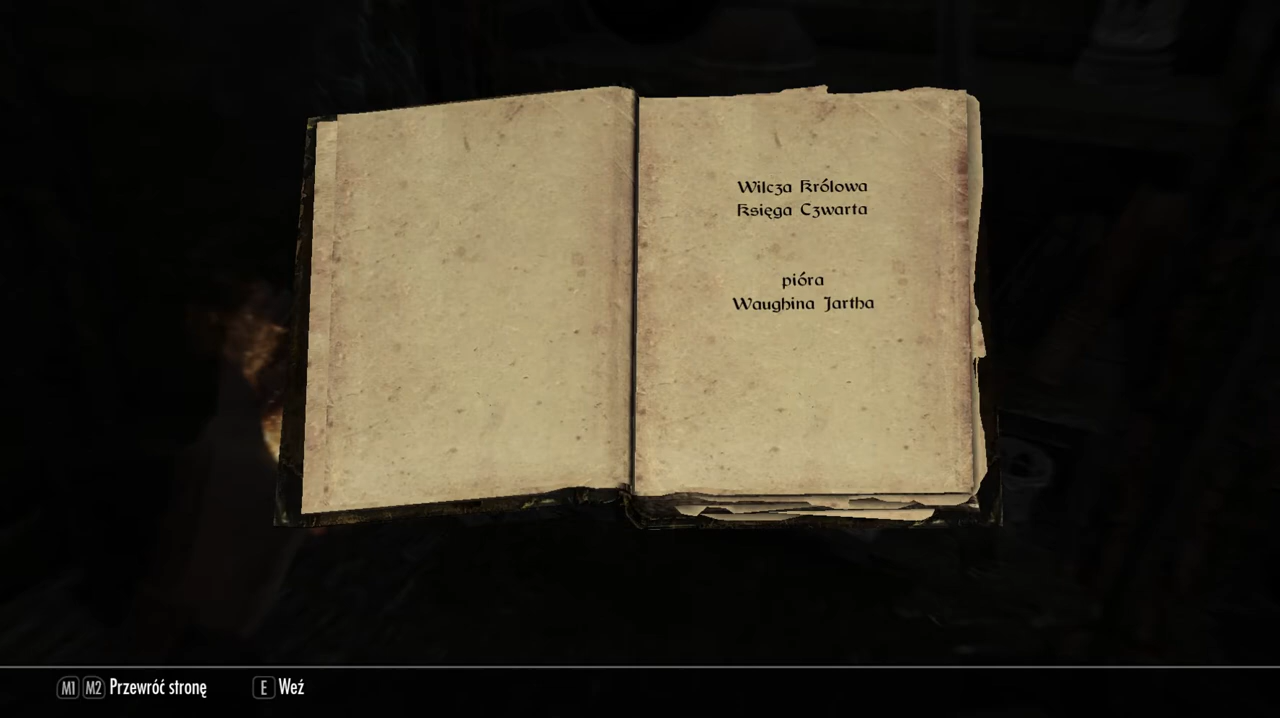 Wilcza Królowa
Księga Czwarta
pióra
Waughina Jartha
M1 M2 Przewróć stronę
E Weź